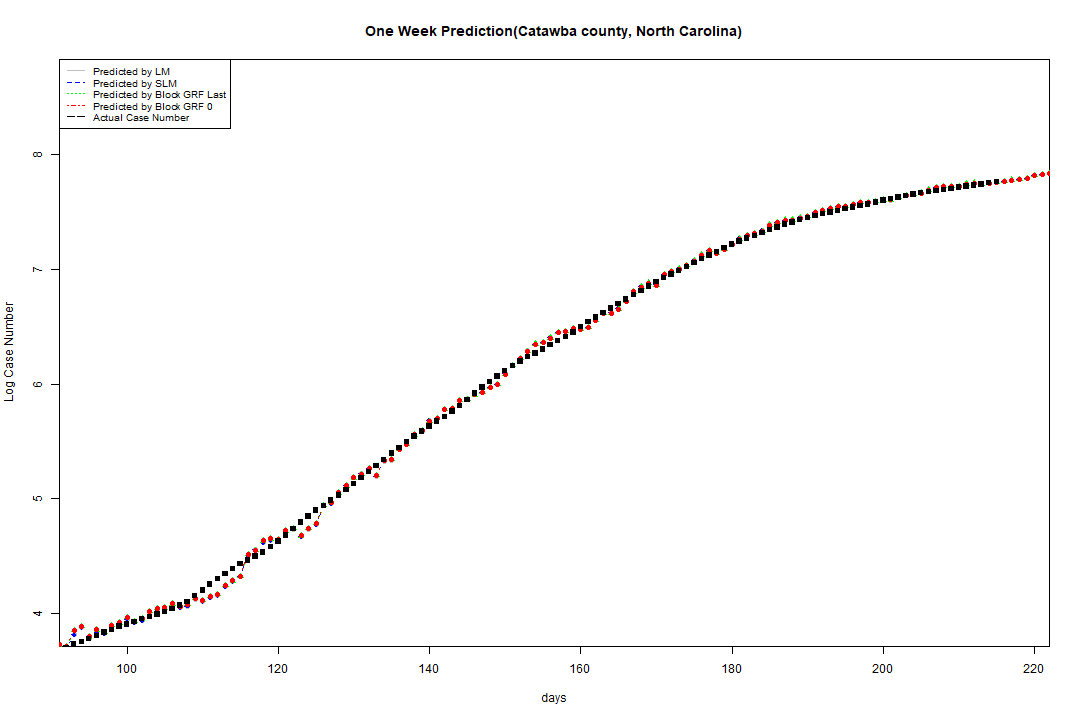 One Week Prediction(Catawba county, North Carolina)
Predicted by LM
Predicted by SLM
Predicted by Block GRF Last
Predicted by Block GRF 0
Actual Case Number
8
7
6
5
4
Log Case Number
100 120 140 160 180 200 220
days